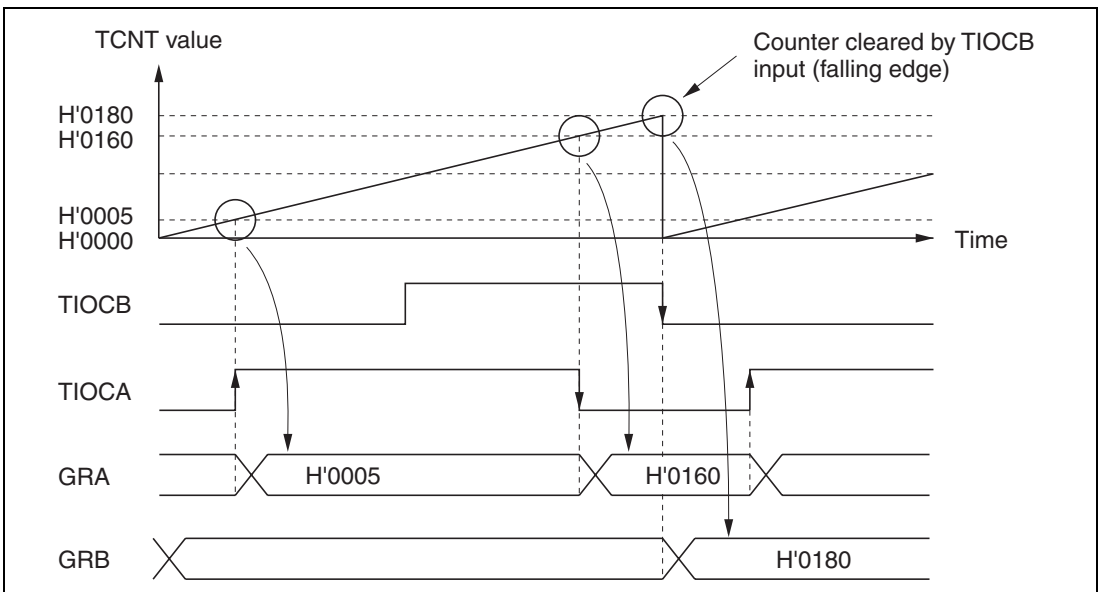 TCNT value
Counter cleared by TIOCB
input (falling edge)
H'0180
H'0160
H'0005
H'0000
Time
TIOCB
TIOCA
GRA
H'0005
H'0160
GRB
H'0180